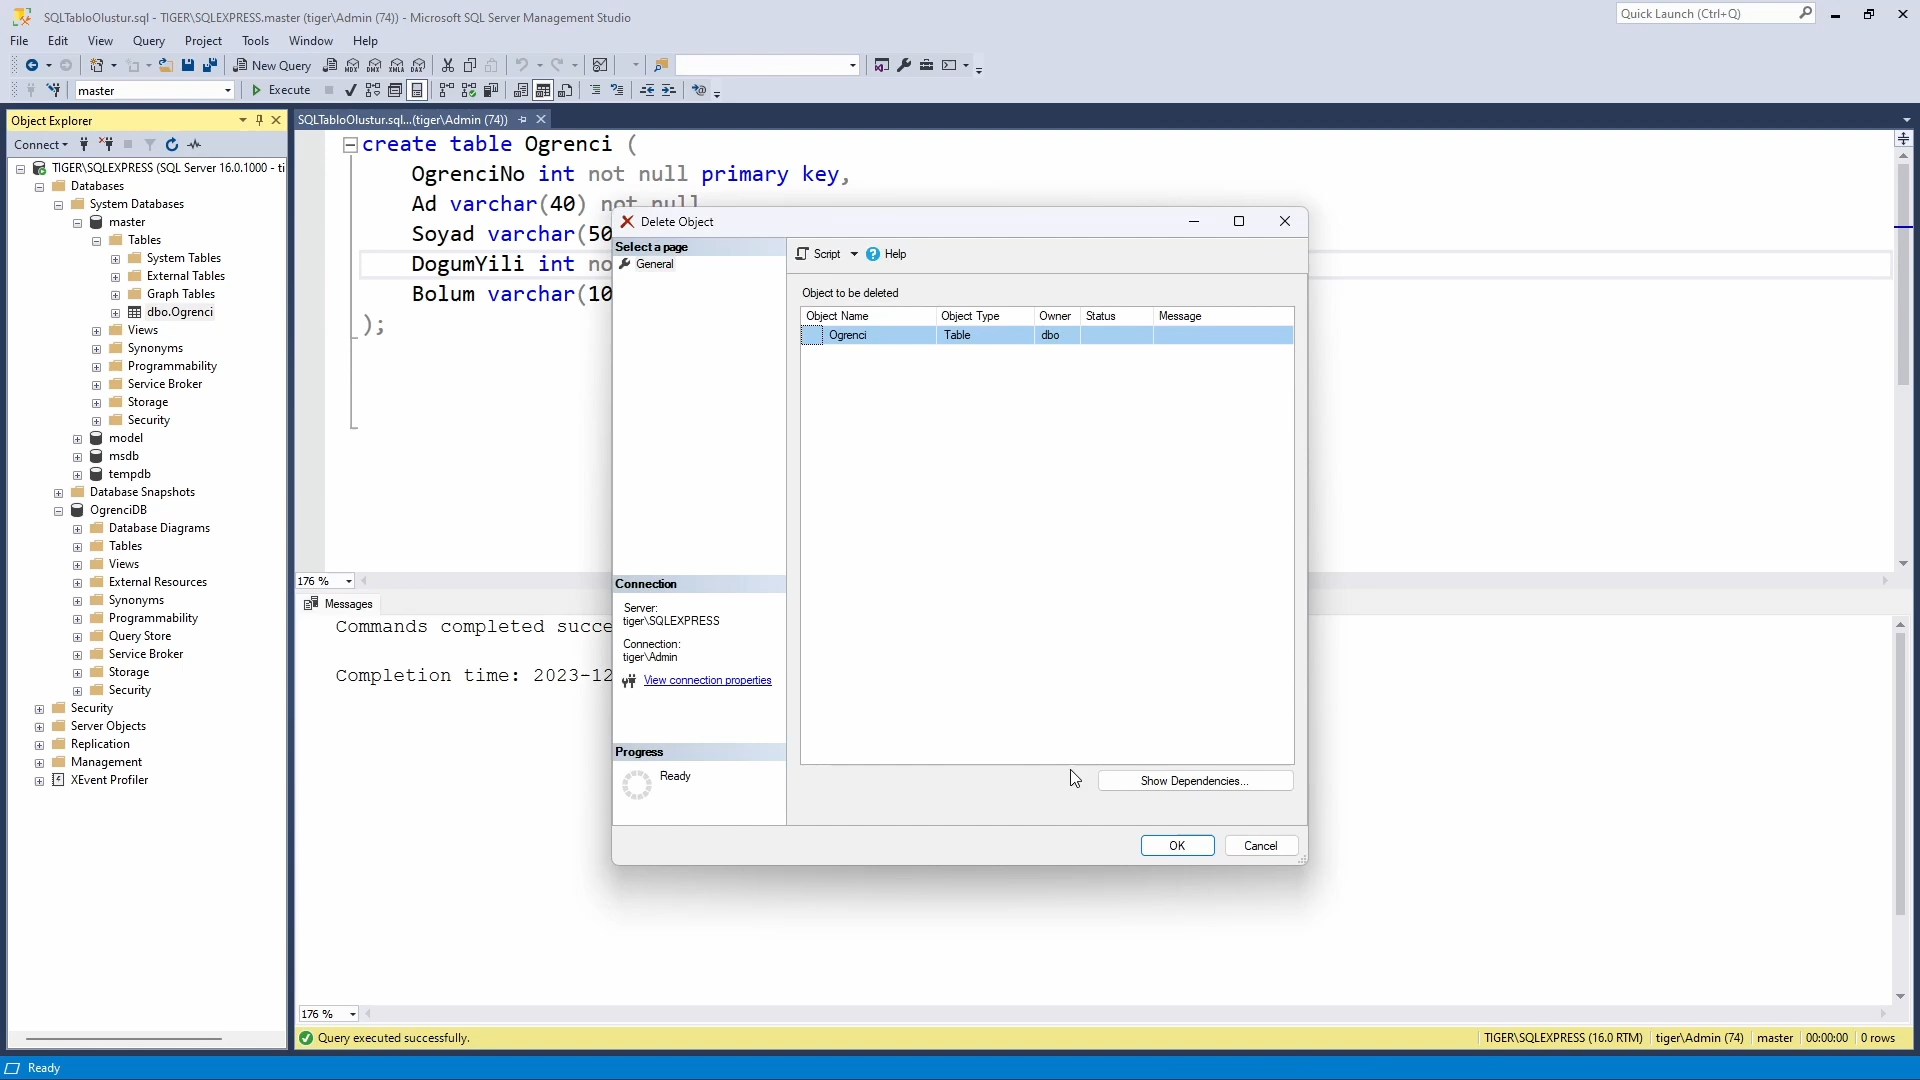 SQLTabloOlustur.sql - TIGER\SQLEXPRESS.master (tiger\Admin (74)) - Microsoft SQL Server Management Studio
Quick Launch (Ctrl+Q)
File Edit View Query Project Tools Window Help
New Query
master
Execute
Object Explorer
Connect
TIGER\SQLEXPRESS (SQL Server 16.0.1000 - ti
Databases
System Databases
master
Tables
System Tables
External Tables
Graph Tables
dbo.Ogrenci
Views
Synonyms
Programmability
Service Broker
Storage
Security
model
msdb
tempdb
Database Snapshots
OgrenciDB
Database Diagrams
Tables
Views
External Resources
Synonyms
Programmability
Query Store
Service Broker
Storage
Security
Security
Server Objects
Replication
Management
XEvent Profiler
SQLTabloOlustur.sql...(tiger\Admin (74))
create table Ogrenci (
OgrenciNo int not null primary key,
Ad varchar(40) not null
Soyad varchar(50
DogumYili int no
Bolum varchar(10
);
176 %
Messages
Commands completed succe
Completion time: 2023-12
176 %
Delete Object
Select a page
General
Connection
Server:
tiger\SQLEXPRESS
Connection:
tiger\Admin
View connection properties
Progress
Ready
Script Help
Object to be deleted
Object Name Object Type Owner Status Message
Ogrenci Table dbo
Show Dependencies...
OK Cancel
Query executed successfully.
TIGER\SQLEXPRESS (16.0 RTM) tiger\Admin (74) master 00:00:00 0 rows
Ready